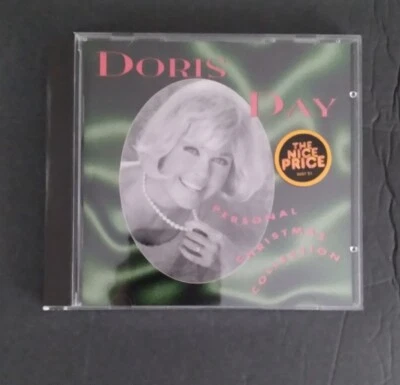 DORIS
DAY
THE
NICE
PRICE
PERSONAL
CHRISTMAS
COLLECTION